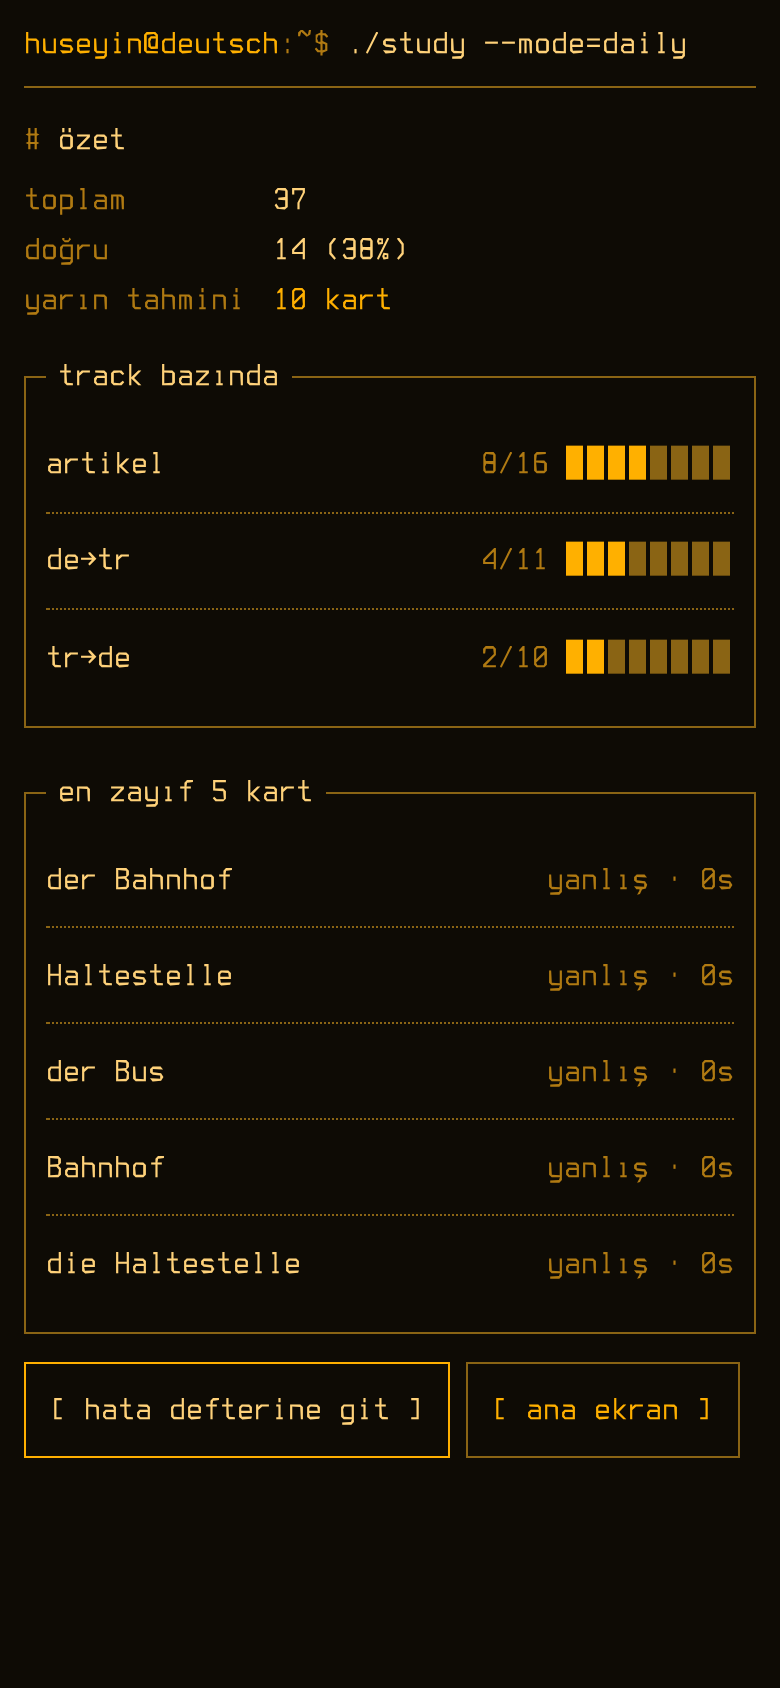 huseyin@deutsch:~$ ./study --mode=daily
# özet
toplam 37
doğru 14 (38%)
yarın tahmini 10 kart
track bazında
artikel 8/16
de→tr 4/11
tr→de 2/10
en zayıf 5 kart
der Bahnhof yanlış · 0s
Haltestelle yanlış · 0s
der Bus yanlış · 0s
Bahnhof yanlış · 0s
die Haltestelle yanlış · 0s
[ hata defterine git ] [ ana ekran ]